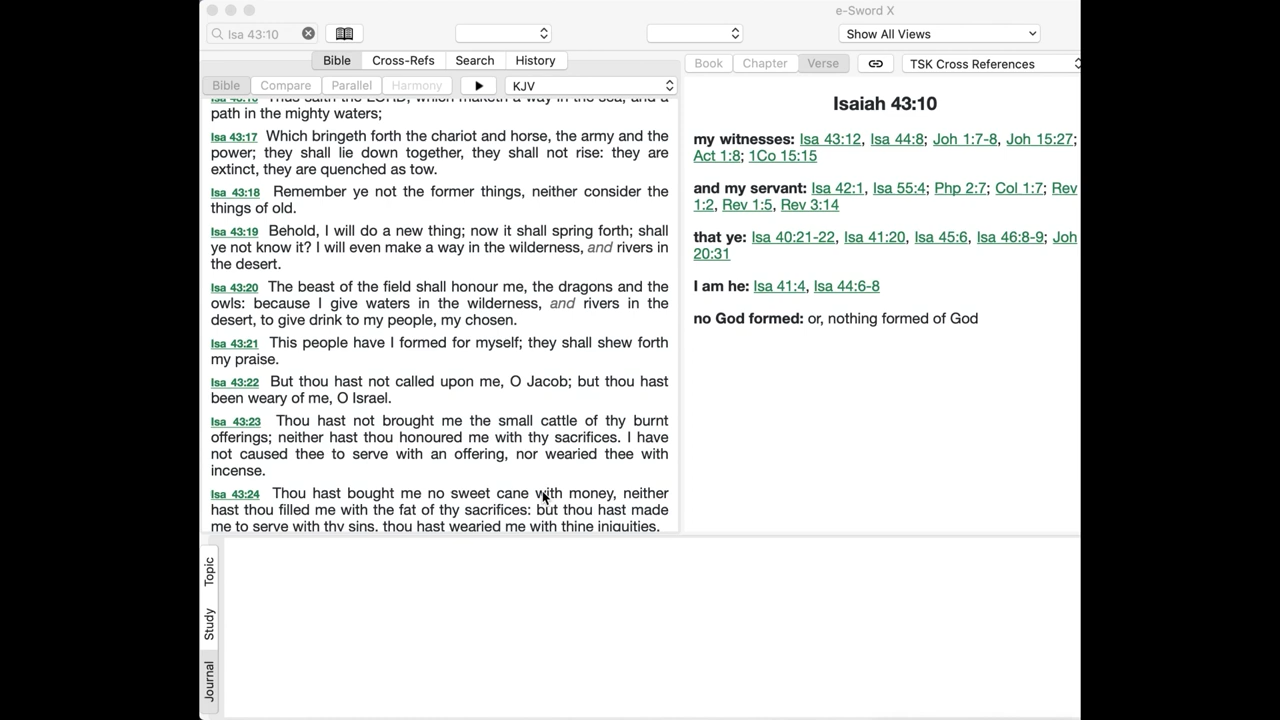 e-Sword X
Isa 43:10
Show All Views
Bible Cross-Refs Search History
Book Chapter Verse TSK Cross References
Bible Compare Parallel Harmony KJV
Thus saith the LORD, which maketh a way in the sea, and a
path in the mighty waters;
Isa 43:17 Which bringeth forth the chariot and horse, the army and the
power; they shall lie down together, they shall not rise: they are
extinct, they are quenched as tow.
Isa 43:18 Remember ye not the former things, neither consider the
things of old.
Isa 43:19 Behold, I will do a new thing; now it shall spring forth; shall
ye not know it? I will even make a way in the wilderness, and rivers in
the desert.
Isa 43:20 The beast of the field shall honour me, the dragons and the
owls: because I give waters in the wilderness, and rivers in the
desert, to give drink to my people, my chosen.
Isa 43:21 This people have I formed for myself; they shall shew forth
my praise.
Isa 43:22 But thou hast not called upon me, O Jacob; but thou hast
been weary of me, O Israel.
Isa 43:23 Thou hast not brought me the small cattle of thy burnt
offerings; neither hast thou honoured me with thy sacrifices. I have
not caused thee to serve with an offering, nor wearied thee with
incense.
Isa 43:24 Thou hast bought me no sweet cane with money, neither
hast thou filled me with the fat of thy sacrifices: but thou hast made
me to serve with thy sins, thou hast wearied me with thine iniquities.
Isaiah 43:10
my witnesses: Isa 43:12, Isa 44:8; Joh 1:7-8, Joh 15:27;
Act 1:8; 1Co 15:15
and my servant: Isa 42:1, Isa 55:4; Php 2:7; Col 1:7; Rev
1:2, Rev 1:5, Rev 3:14
that ye: Isa 40:21-22, Isa 41:20, Isa 45:6, Isa 46:8-9; Joh
20:31
I am he: Isa 41:4, Isa 44:6-8
no God formed: or, nothing formed of God
Topic
Study
Journal